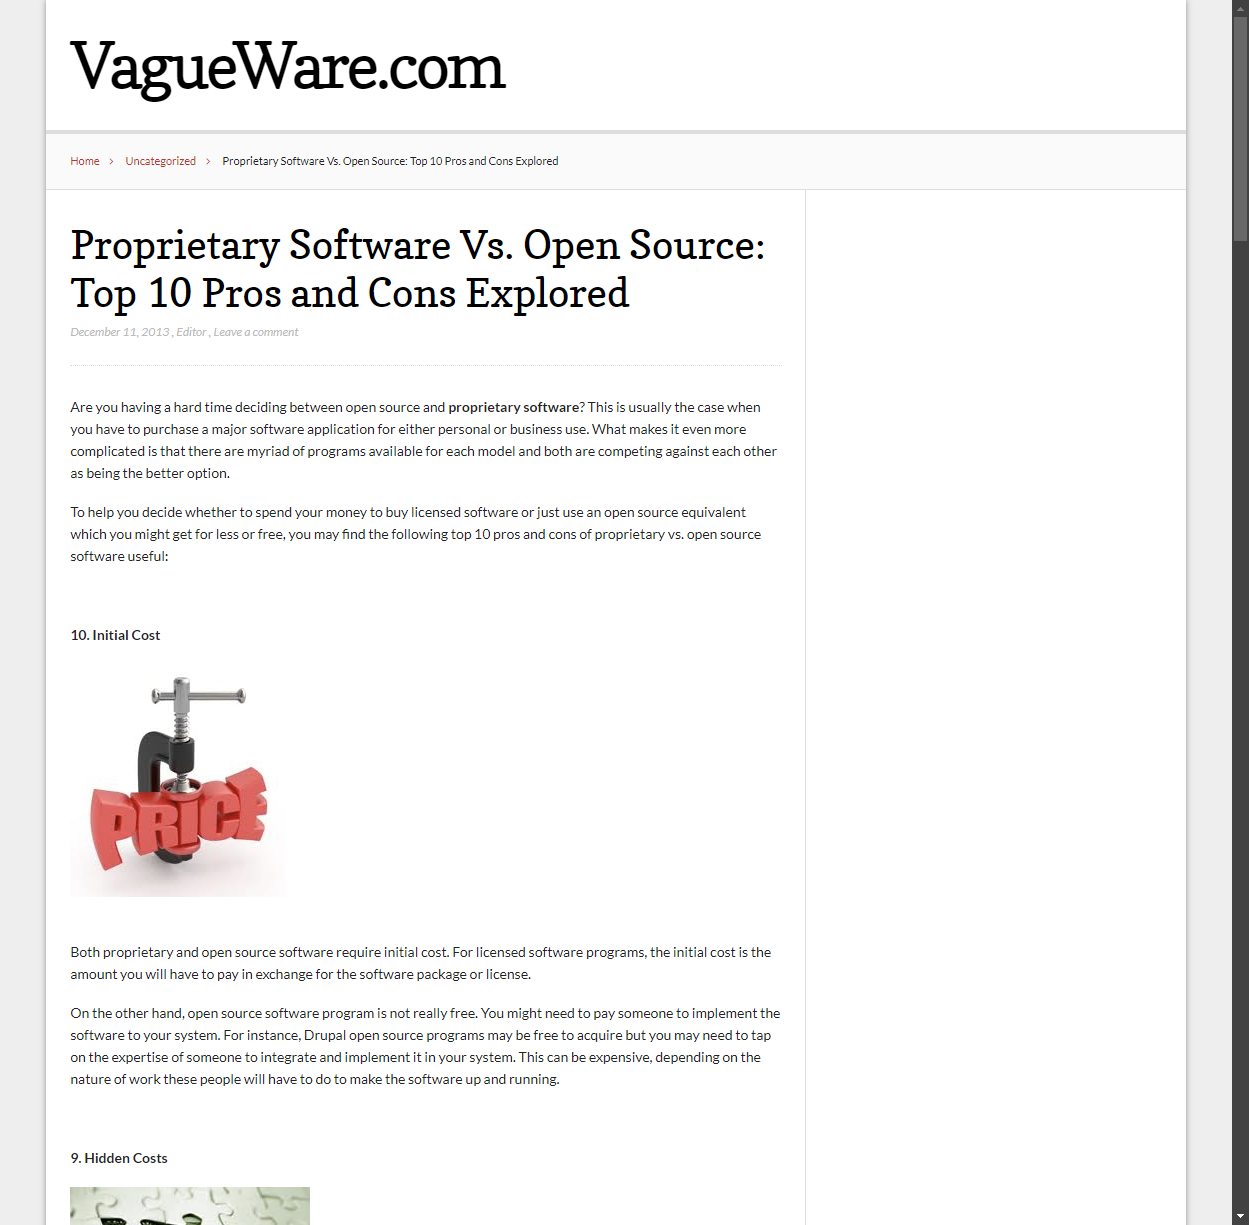 VagueWare.com
Home > Uncategorized > Proprietary Software Vs. Open Source: Top 10 Pros and Cons Explored
Proprietary Software Vs. Open Source:
Top 10 Pros and Cons Explored
December 11, 2013 , Editor , Leave a comment
Are you having a hard time deciding between open source and proprietary software? This is usually the case when
you have to purchase a major software application for either personal or business use. What makes it even more
complicated is that there are myriad of programs available for each model and both are competing against each other
as being the better option.
To help you decide whether to spend your money to buy licensed software or just use an open source equivalent
which you might get for less or free, you may find the following top 10 pros and cons of proprietary vs. open source
software useful:
10. Initial Cost
PRICE
Both proprietary and open source software require initial cost. For licensed software programs, the initial cost is the
amount you will have to pay in exchange for the software package or license.
On the other hand, open source software program is not really free. You might need to pay someone to implement the
software to your system. For instance, Drupal open source programs may be free to acquire but you may need to tap
on the expertise of someone to integrate and implement it in your system. This can be expensive, depending on the
nature of work these people will have to do to make the software up and running.
9. Hidden Costs